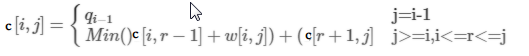 c[i,j] = { q_{i-1} j=i-1
Min()c[i,r-1]+w[i,j])+(c[r+1,j] j>=i,i<=r<=j